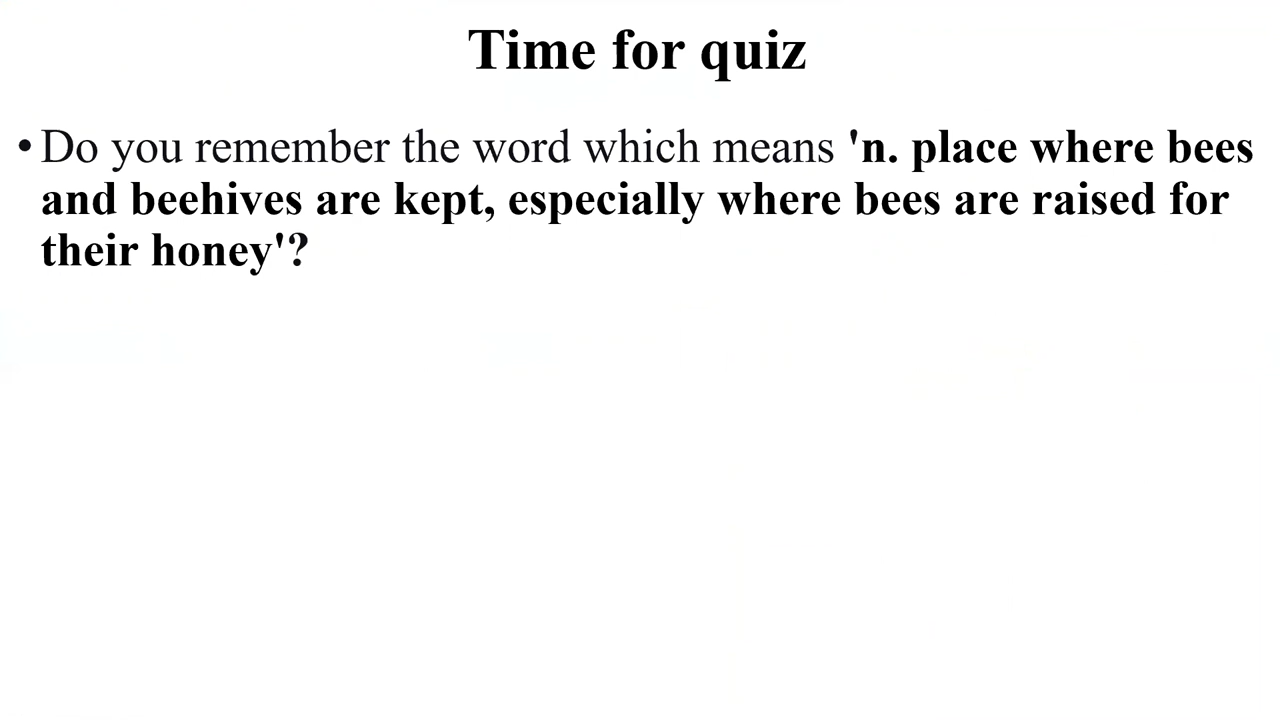 Time for quiz
• Do you remember the word which means 'n. place where bees
and beehives are kept, especially where bees are raised for
their honey'?